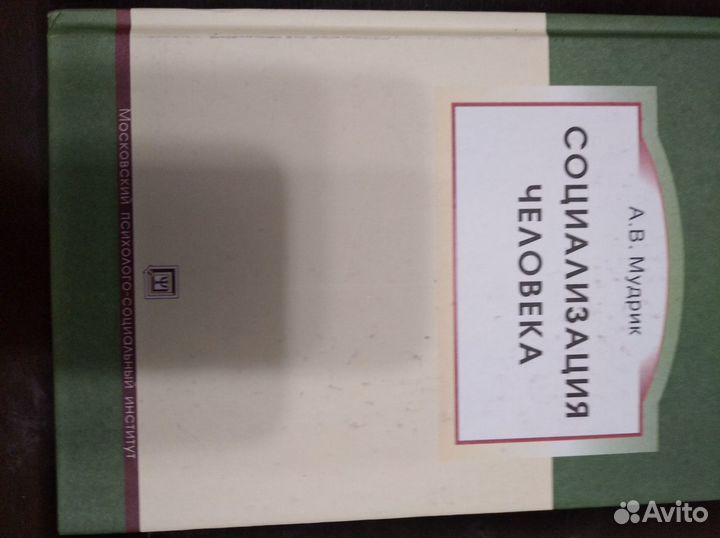 А.В. Мудрик
СОЦИАЛИЗАЦИЯ
ЧЕЛОВЕКА
Ψ
Московский психолого-социальный институт
Avito